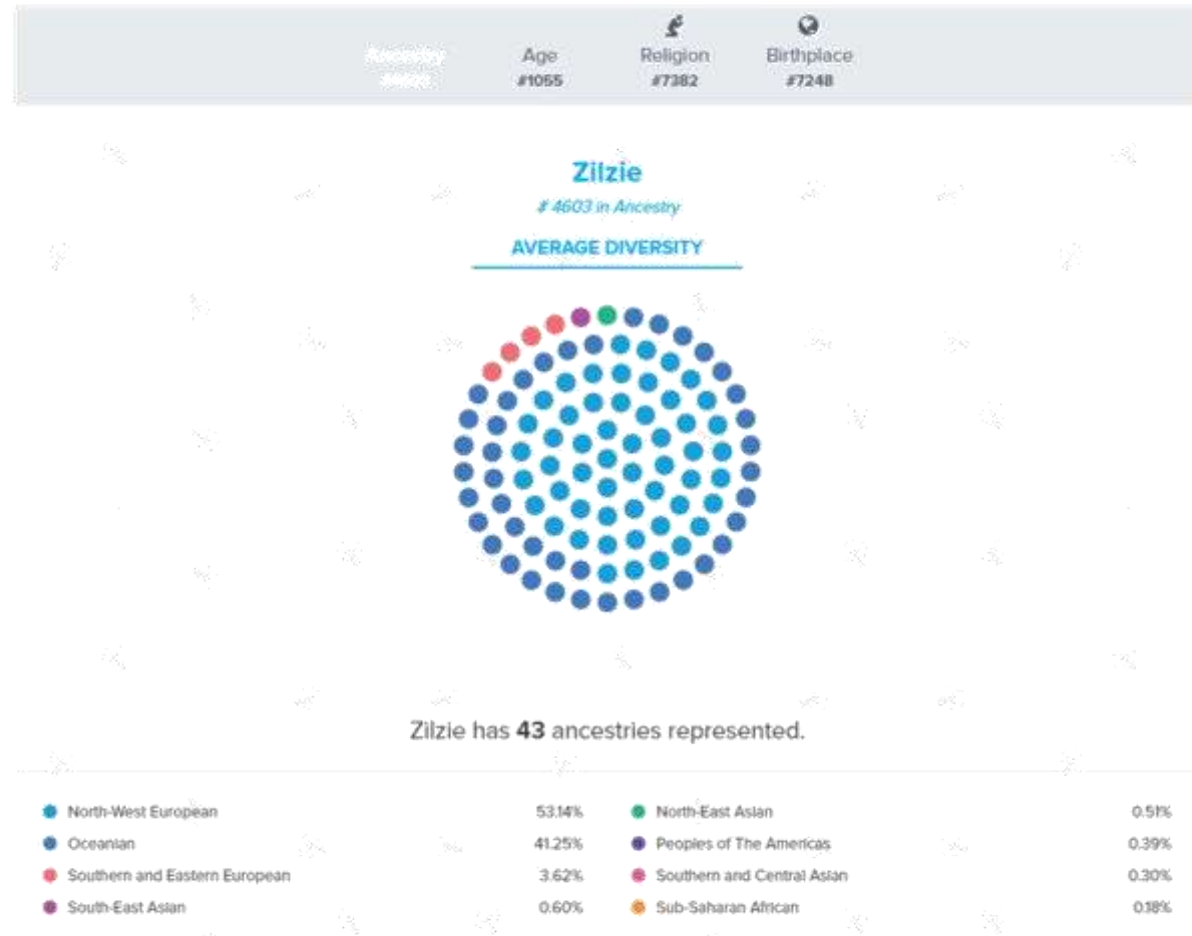 Age
Religion
Birthplace
#1055
#7382
#7248
Zilzie
# 4603 in Ancestry
AVERAGE DIVERSITY
Zilzie has 43 ancestries represented.
North-West European 53.14%
Oceanian 41.25%
Southern and Eastern European 3.62%
South-East Asian 0.60%
North-East Asian 0.51%
Peoples of The Americas 0.39%
Southern and Central Asian 0.30%
Sub-Saharan African 0.18%